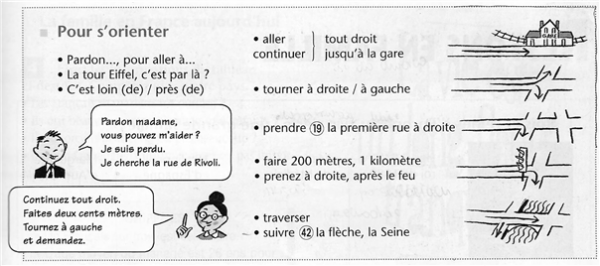 Pour s'orienter
• Pardon..., pour aller à...
• La tour Eiffel, c'est par là ?
• C'est loin (de) / près (de)
Pardon madame,
vous pouvez m'aider ?
Je suis perdu.
Je cherche la rue de Rivoli.
Continuez tout droit.
Faites deux cents mètres.
Tournez à gauche
et demandez.
• aller
continuer
tout droit
jusqu'à la gare
• tourner à droite / à gauche
• prendre 19 la première rue à droite
• faire 200 mètres, 1 kilomètre
• prenez à droite, après le feu
• traverser
• suivre 42 la flèche, la Seine
GARE